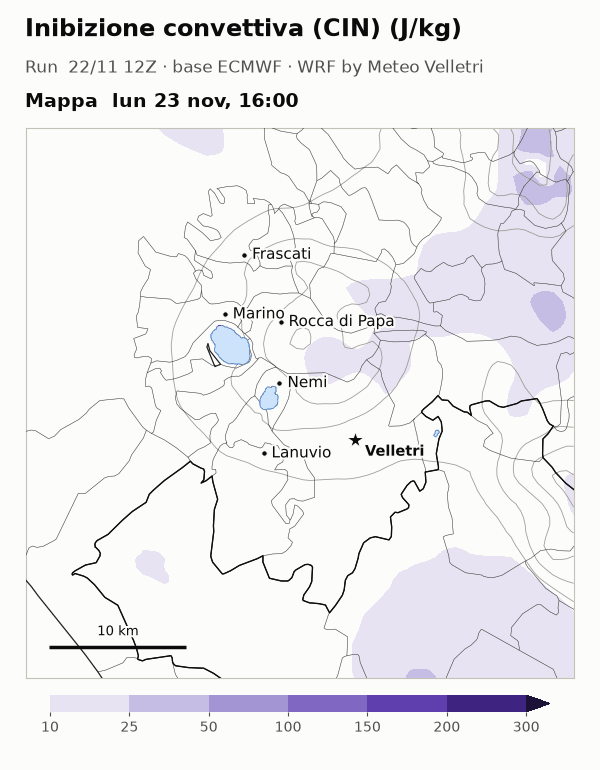 Inibizione convettiva (CIN) (J/kg)
Run  22/11 12Z · base ECMWF · WRF by Meteo Velletri
Mappa  lun 23 nov, 16:00
Frascati
Marino
Rocca di Papa
Nemi
Velletri
Lanuvio
10 km
10 25 50 100 150 200 300